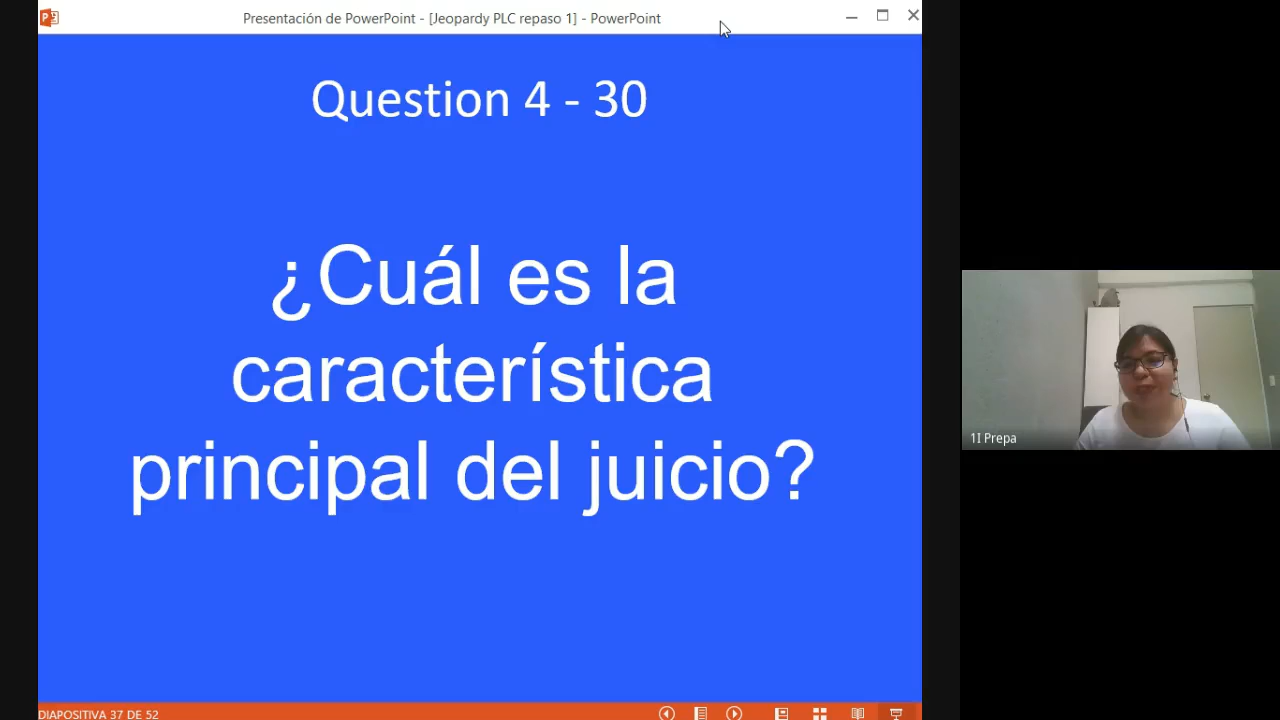 Presentación de PowerPoint - [Jeopardy PLC repaso 1] - PowerPoint
Question 4 - 30
¿Cuál es la
característica
principal del juicio?
1I Prepa
DIAPOSITIVA 37 DE 52